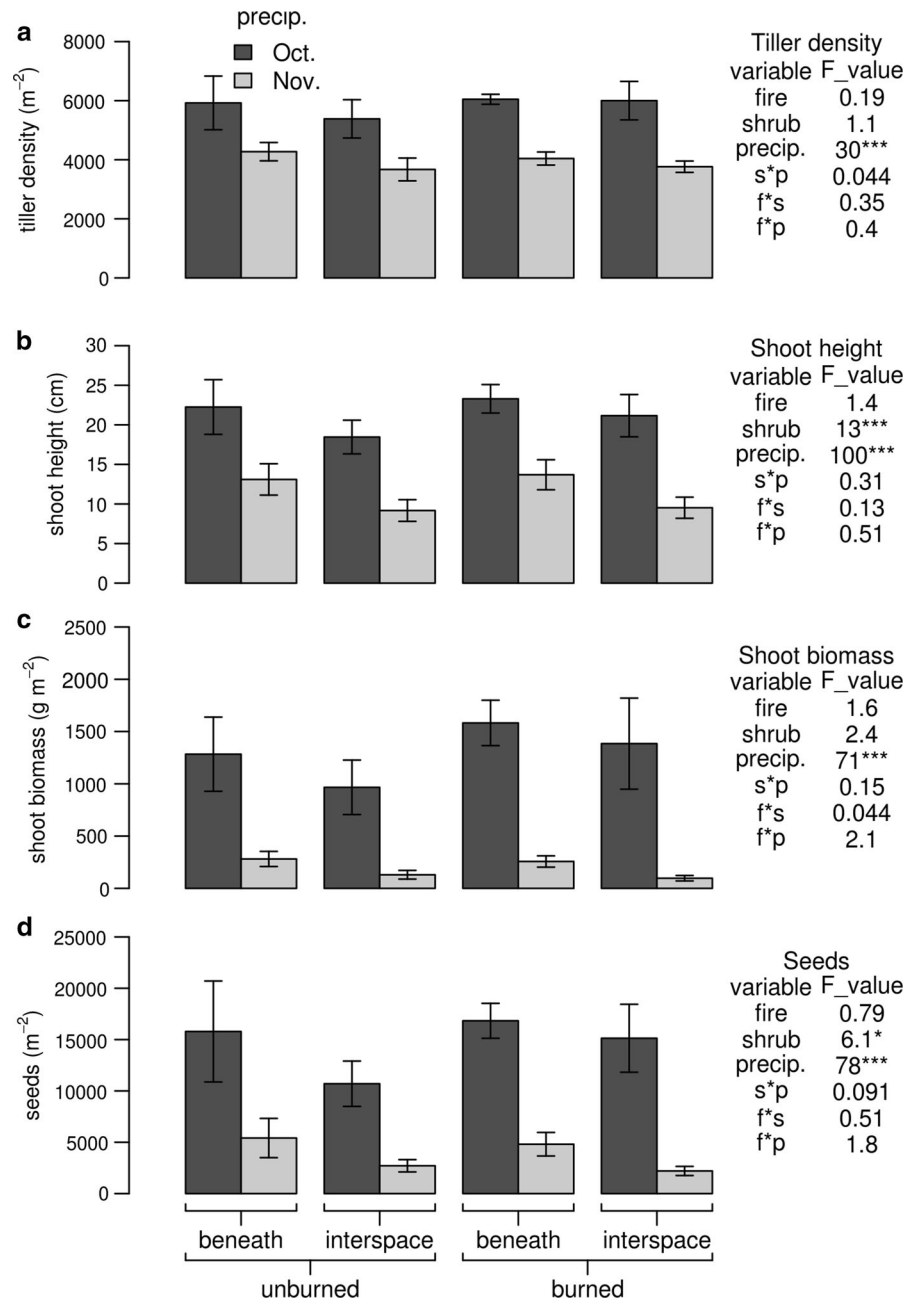 a
precip.
Oct.
Nov.
tiller density (m−2)
8000
6000
4000
2000
0
Tiller density
variable F_value
fire 0.19
shrub 1.1
precip. 30***
s*p 0.044
f*s 0.35
f*p 0.4
b
shoot height (cm)
30
25
20
15
10
5
0
Shoot height
variable F_value
fire 1.4
shrub 13***
precip. 100***
s*p 0.31
f*s 0.13
f*p 0.51
c
shoot biomass (g m−2)
2500
2000
1500
1000
500
0
Shoot biomass
variable F_value
fire 1.6
shrub 2.4
precip. 71***
s*p 0.15
f*s 0.044
f*p 2.1
d
seeds (m−2)
25000
20000
15000
10000
5000
0
Seeds
variable F_value
fire 0.79
shrub 6.1*
precip. 78***
s*p 0.091
f*s 0.51
f*p 1.8
beneath interspace beneath interspace
unburned burned